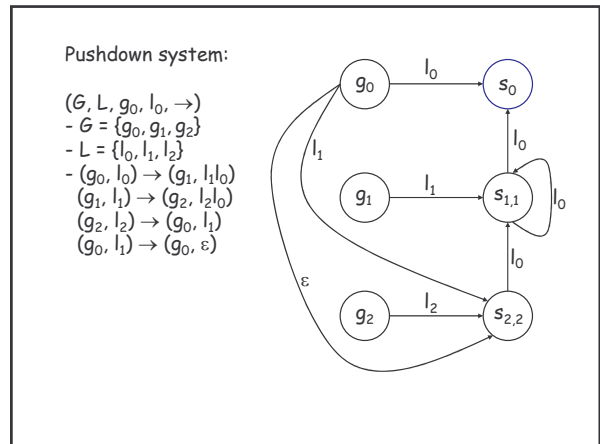 Pushdown system:
(G, L, g₀, l₀, →)
- G = {g₀, g₁, g₂}
- L = {l₀, l₁, l₂}
- (g₀, l₀) → (g₁, l₁l₀)
(g₁, l₁) → (g₂, l₂l₀)
(g₂, l₂) → (g₀, l₁)
(g₀, l₁) → (g₀, ε)
g₀
l₀
s₀
l₀
l₁
g₁
l₁
s₁,₁
l₀
l₀
ε
g₂
l₂
s₂,₂